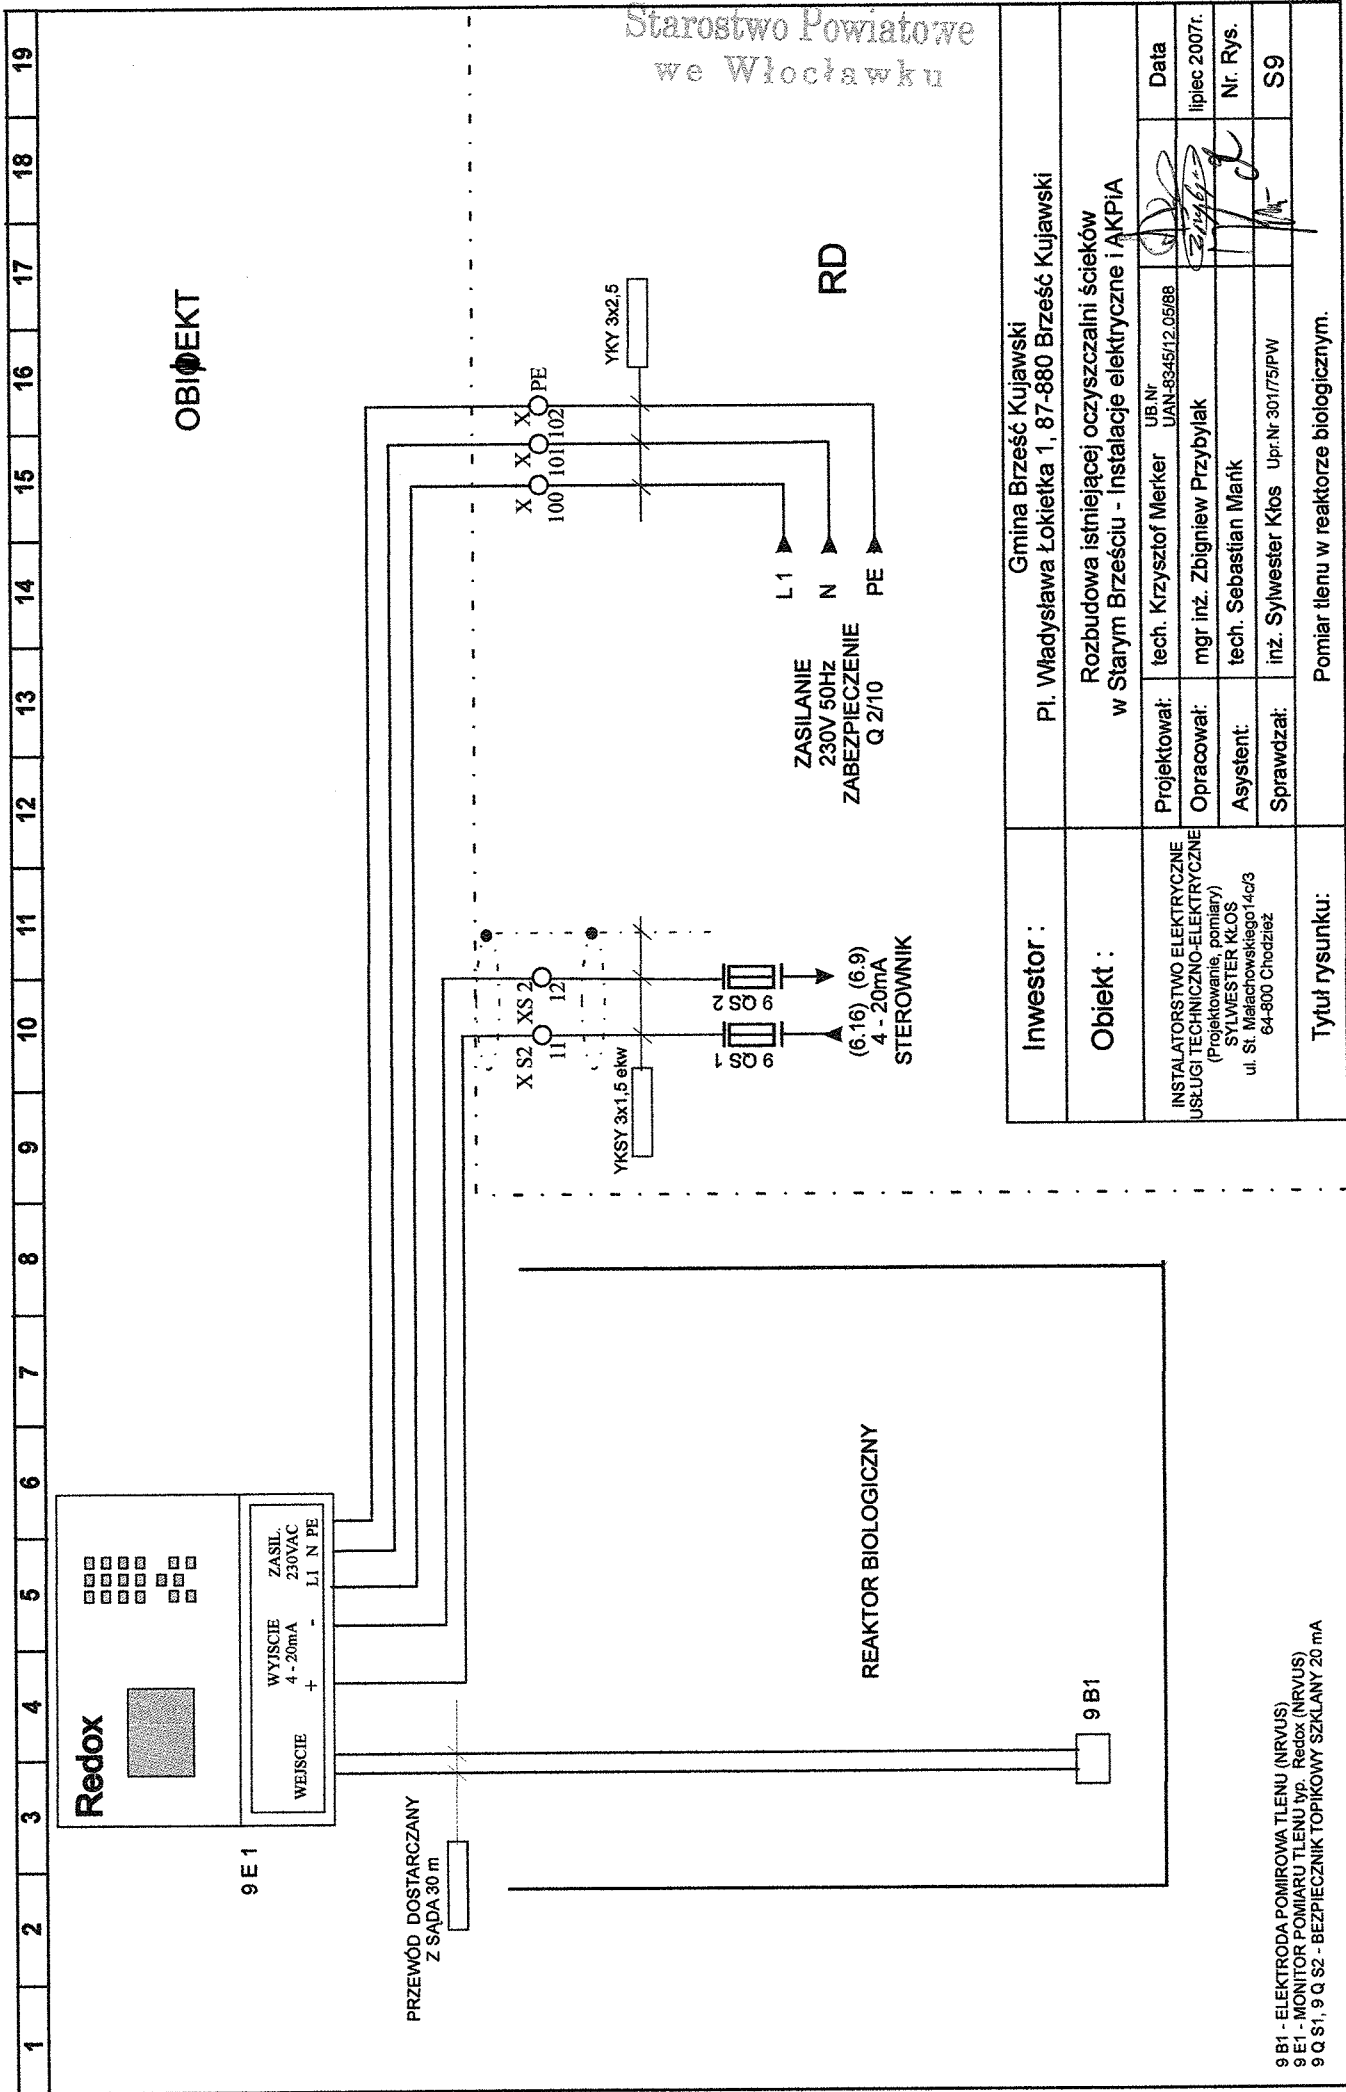 Starostwo Powiatowe
we Włocławku
1 2 3 4 5 6 7 8 9 10 11 12 13 14 15 16 17 18 19
OBIEKT
Redox
WEJSCIE
WYJSCIE
4 - 20mA
+ -
ZASIL.
230VAC
L1 N PE
9 E 1
PRZEWÓD DOSTARCZANY
Z SĄDA 30 m
REAKTOR BIOLOGICZNY
9 B1
X S2
11
XS 2
12
YKSY 3x1,5 ekw
9 QS 1
9 QS 2
(6.16) (6.9)
4 - 20mA
STEROWNIK
X
100
X
101
X
102
PE
YKY 3x2,5
RD
L1
N
PE
ZASILANIE
230V 50Hz
ZABEZPIECZENIE
Q 2/10
9 B1 - ELEKTRODA POMIROWA TLENU (NRVUS)
9 E1 - MONITOR POMIARU TLENU typ. Redox (NRVUS)
9 Q S1, 9 Q S2 - BEZPIECZNIK TOPIKOWY SZKLANY 20 mA
Inwestor :
Gmina Brześć Kujawski
Pl. Władysława Łokietka 1, 87-880 Brześć Kujawski
Obiekt :
Rozbudowa istniejącej oczyszczalni ścieków
w Starym Brześciu - Instalacje elektryczne i AKPiA
INSTALATORSTWO ELEKTRYCZNE
USŁUGI TECHNICZNO-ELEKTRYCZNE
(Projektowanie, pomiary)
SYLWESTER KŁOS
ul. St. Małachowskiego14c/3
64-800 Chodzież
Projektował:
tech. Krzysztof Merker
UB.Nr
UAN-8345/12.05/88
Data
Opracował:
mgr inż. Zbigniew Przybylak
lipiec 2007r.
Asystent:
tech. Sebastian Mańk
Nr. Rys.
Sprawdzał:
inż. Sylwester Kłos Upr.Nr 301/75/PW
S9
Tytuł rysunku:
Pomiar tlenu w reaktorze biologicznym.